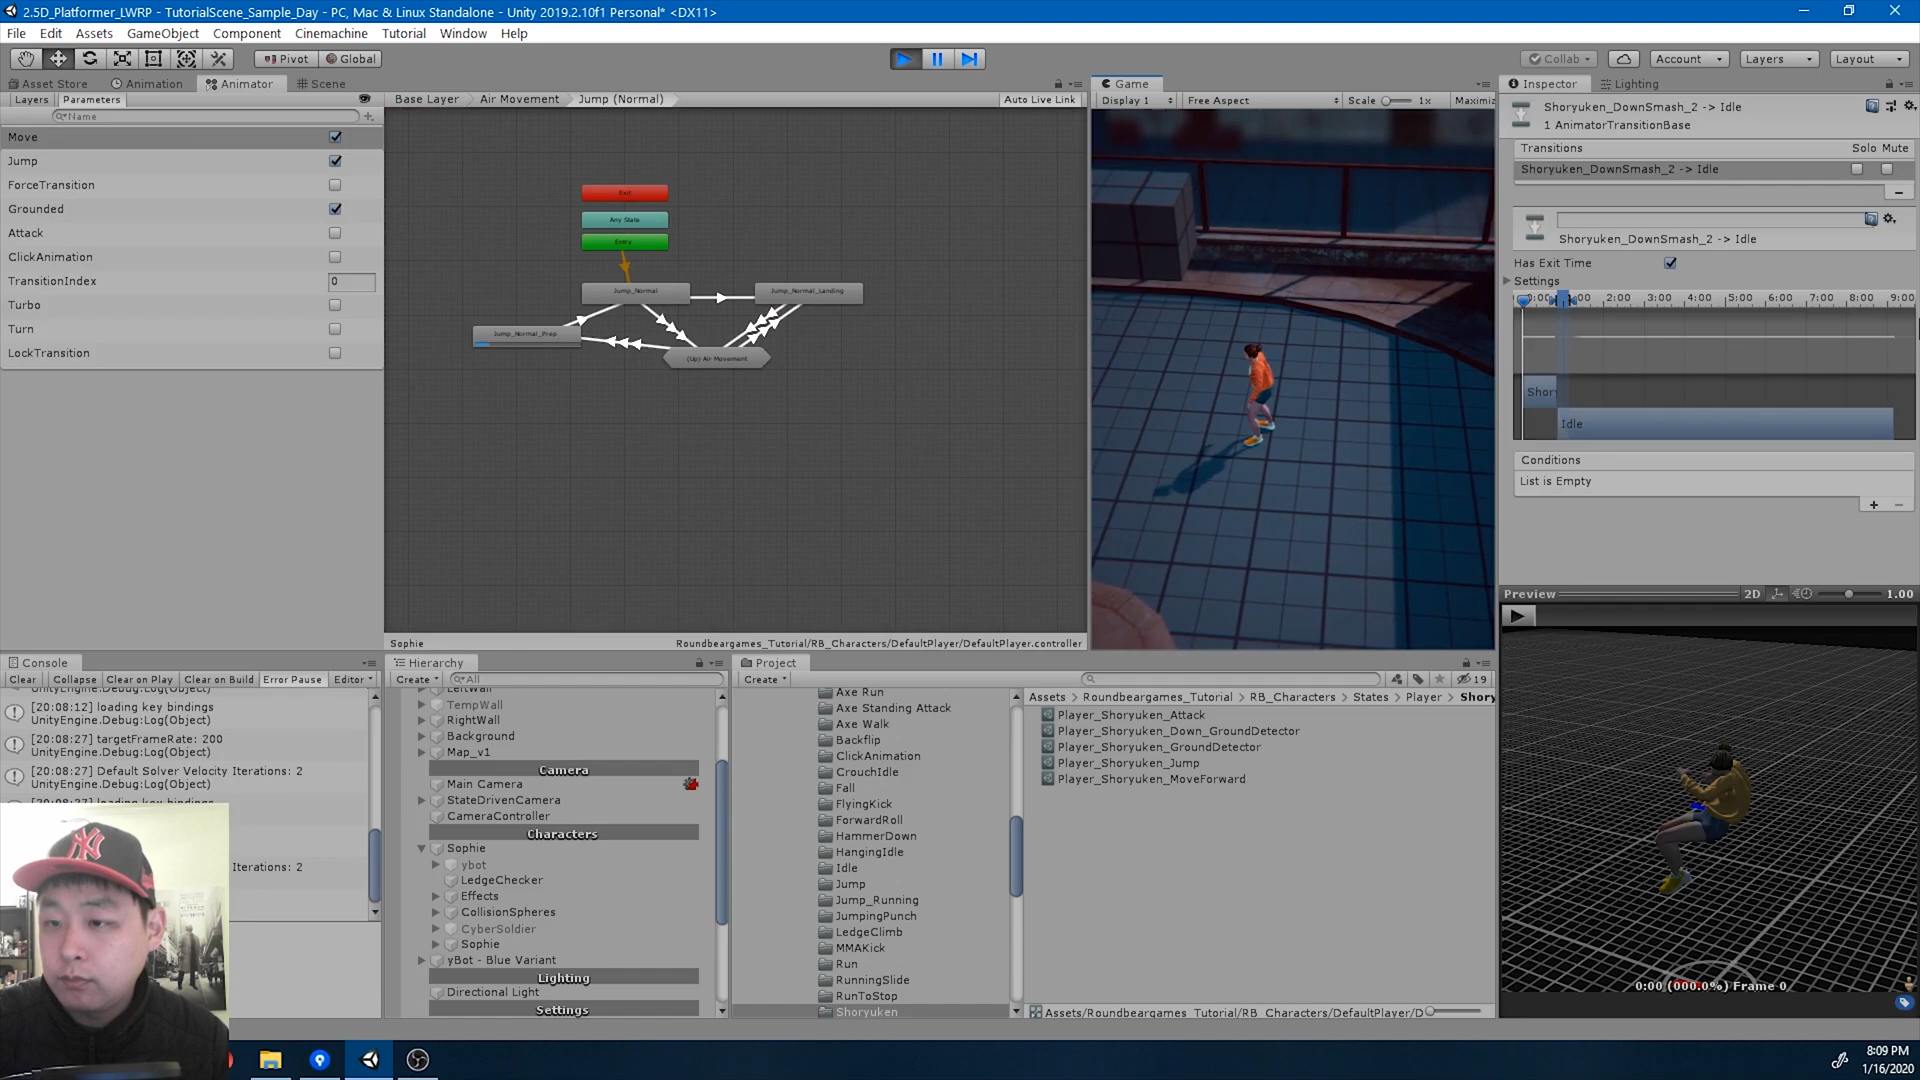 2.5D_Platformer_LWRP - TutorialScene_Sample_Day - PC, Mac & Linux Standalone - Unity 2019.2.10f1 Personal* <DX11>
File Edit Assets GameObject Component Cinemachine Tutorial Window Help
Pivot Global Collab Account Layers Layout
Asset Store Animation Animator Scene
Layers Parameters
Name
Move
Jump
ForceTransition
Grounded
Attack
ClickAnimation
TransitionIndex 0
Turbo
Turn
LockTransition
Base Layer Air Movement Jump (Normal) Auto Live Link
Exit
Any State
Entry
Jump_Normal
Jump_Normal_Landing
Jump_Normal_Prep
(Up) Air Movement
Sophie Roundbeargames_Tutorial/RB_Characters/DefaultPlayer/DefaultPlayer.controller
Game
Display 1 Free Aspect Scale 1x Maximiz
Inspector Lighting
Shoryuken_DownSmash_2 -> Idle
1 AnimatorTransitionBase
Transitions Solo Mute
Shoryuken_DownSmash_2 -> Idle
Shoryuken_DownSmash_2 -> Idle
Has Exit Time
Settings
0:00 1:00 2:00 3:00 4:00 5:00 6:00 7:00 8:00 9:00
Shory
Idle
Conditions
List is Empty
Preview 2D 1.00
0:00 (000.0%) Frame 0
Console
Clear Collapse Clear on Play Clear on Build Error Pause Editor
UnityEngine.Debug:Log(Object)
[20:08:12] loading key bindings
UnityEngine.Debug:Log(Object)
[20:08:27] targetFrameRate: 200
UnityEngine.Debug:Log(Object)
[20:08:27] Default Solver Velocity Iterations: 2
UnityEngine.Debug:Log(Object)
[20:08:27] loading key bindings
Iterations: 2
Hierarchy
Create All
LeftWall
TempWall
RightWall
Background
Map_v1
Camera
Main Camera
StateDrivenCamera
CameraController
Characters
Sophie
ybot
LedgeChecker
Effects
CollisionSpheres
CyberSoldier
Sophie
yBot - Blue Variant
Lighting
Directional Light
Settings
Project
Create 19
Axe Run
Axe Standing Attack
Axe Walk
Backflip
ClickAnimation
CrouchIdle
Fall
FlyingKick
ForwardRoll
HammerDown
HangingIdle
Idle
Jump
Jump_Running
JumpingPunch
LedgeClimb
MMAKick
Run
RunningSlide
RunToStop
Shoryuken
Assets > Roundbeargames_Tutorial > RB_Characters > States > Player > Shory
Player_Shoryuken_Attack
Player_Shoryuken_Down_GroundDetector
Player_Shoryuken_GroundDetector
Player_Shoryuken_Jump
Player_Shoryuken_MoveForward
Assets/Roundbeargames_Tutorial/RB_Characters/DefaultPlayer/D
8:09 PM
1/16/2020